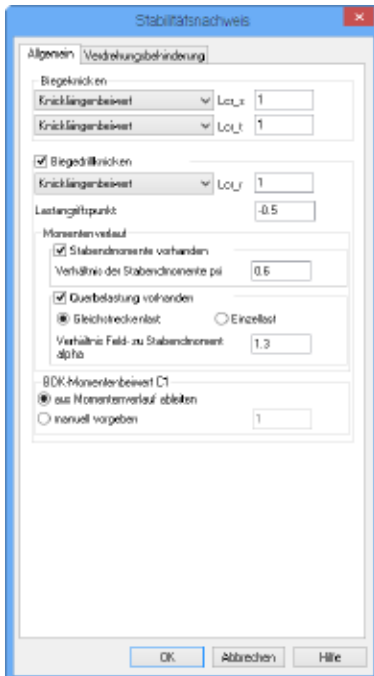 Stabilitätsnachweis
Allgemein Verdrehungsbehinderung
Biegeknicken
Knicklängenbeiwert Lcr_x 1
Knicklängenbeiwert Lcr_t 1
Biegedrillknicken
Knicklängenbeiwert Lcr_r 1
Lastangriffspunkt -0.5
Momentenverlauf
Stabendmomente vorhanden
Verhältnis der Stabendmomente psi 0.6
Querbelastung vorhanden
Gleichstreckenlast Einzellast
Verhältnis Feld- zu Stabendmoment
alpha 1.3
BDK-Momentenbeiwert C1
aus Momentenverlauf ableiten
manuell vorgeben 1
OK Abbrechen Hilfe